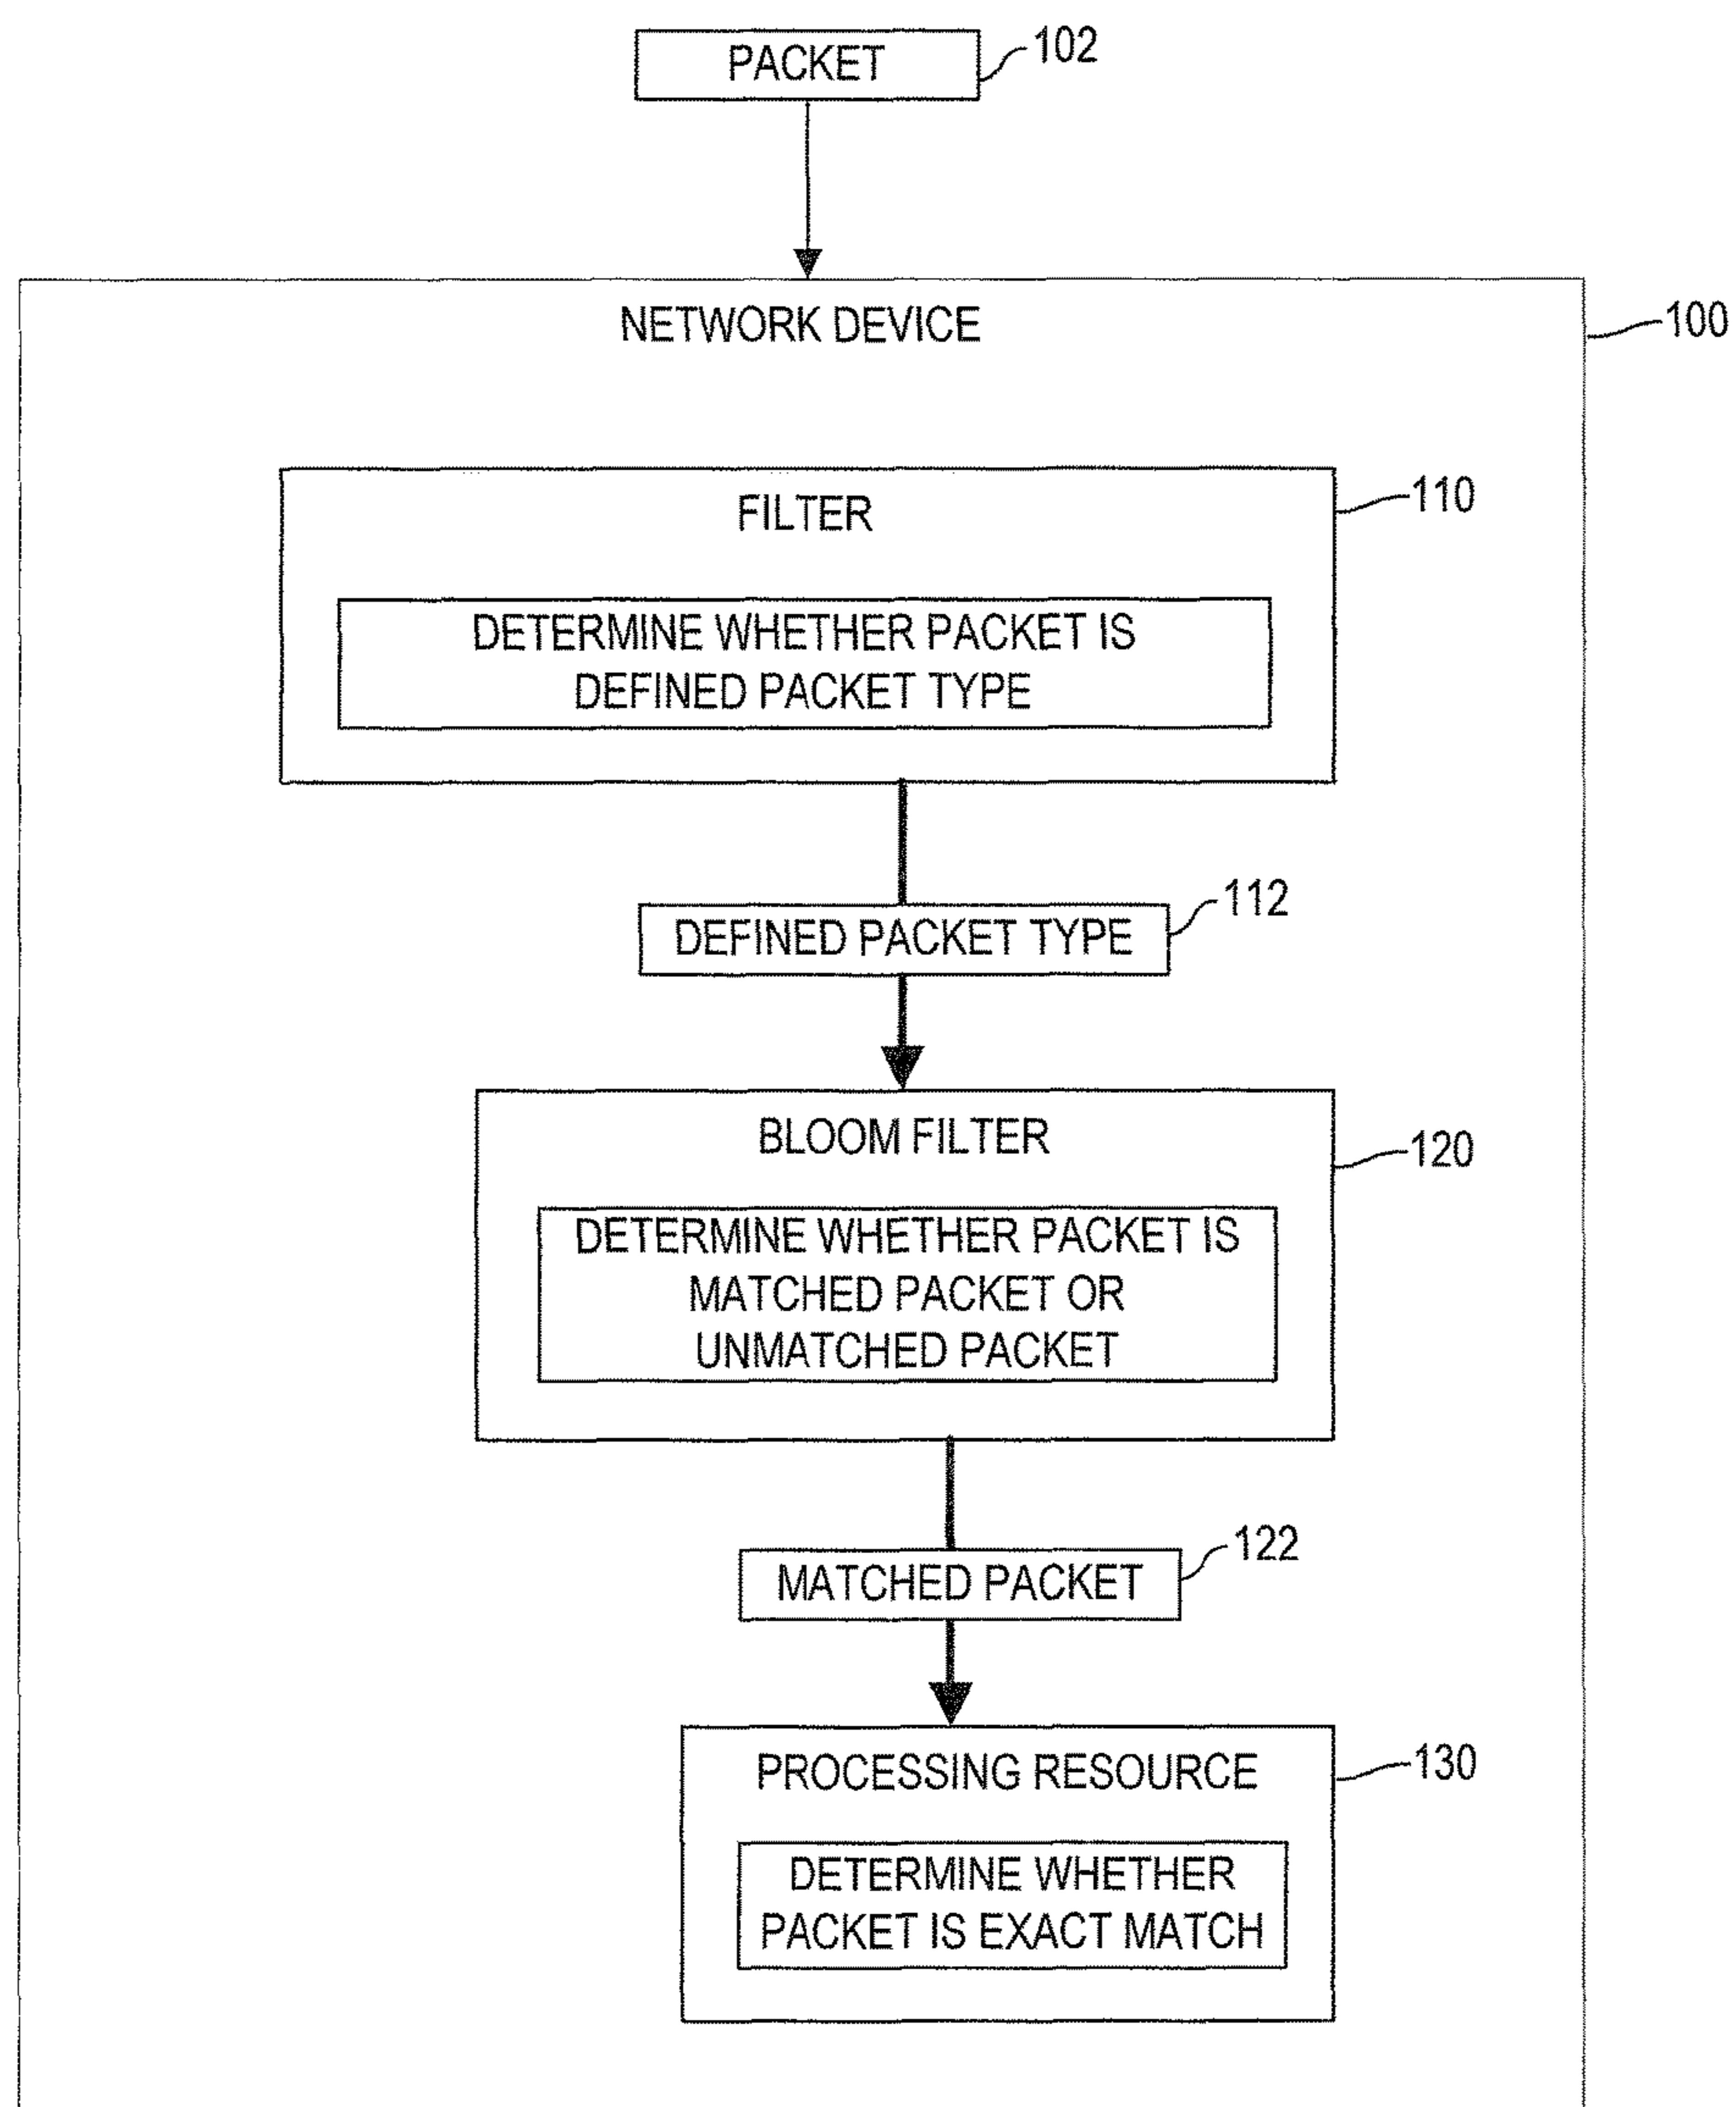 PACKET
102
NETWORK DEVICE
100
FILTER
110
DETERMINE WHETHER PACKET IS
DEFINED PACKET TYPE
112
DEFINED PACKET TYPE
BLOOM FILTER
120
DETERMINE WHETHER PACKET IS
MATCHED PACKET OR
UNMATCHED PACKET
122
MATCHED PACKET
PROCESSING RESOURCE
130
DETERMINE WHETHER
PACKET IS EXACT MATCH